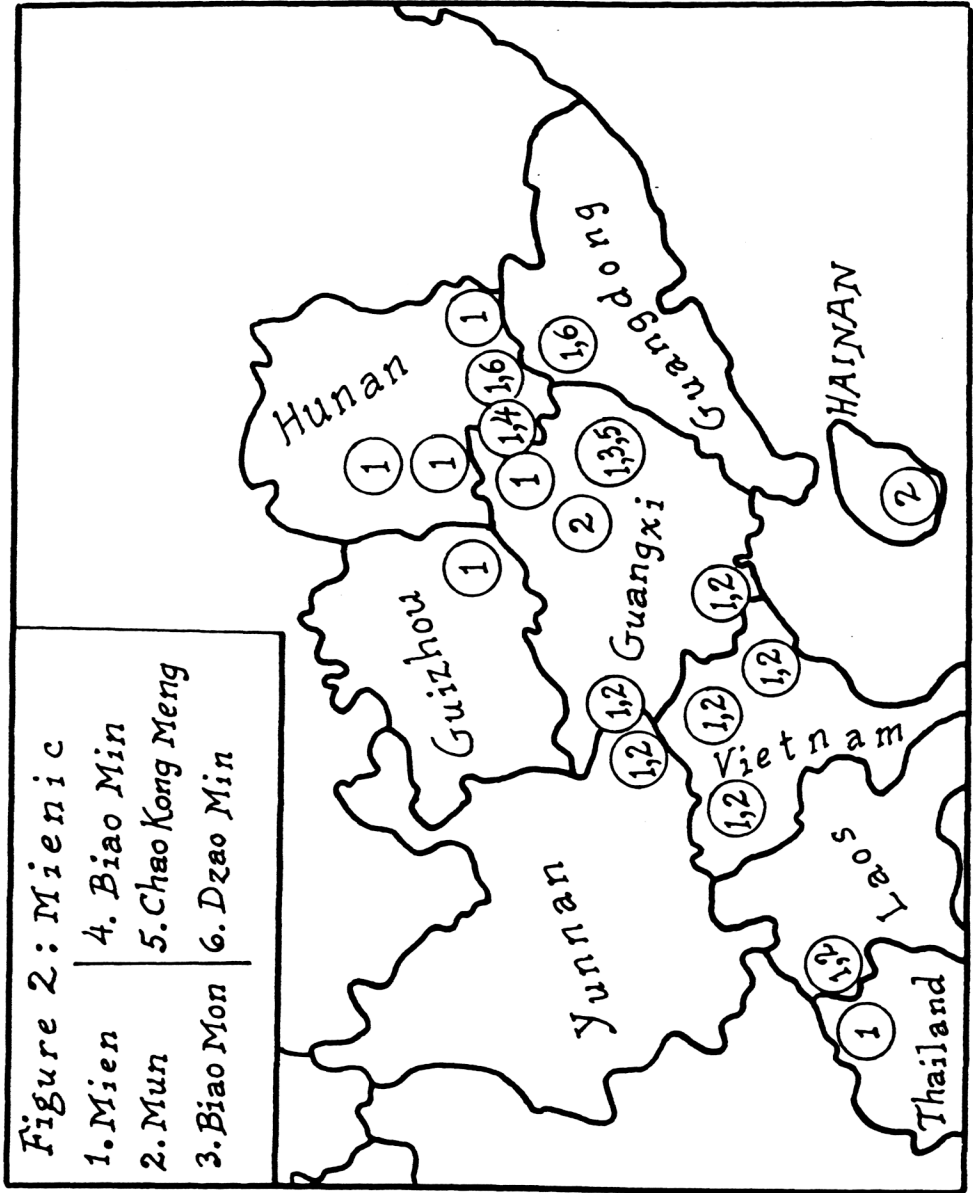 Figure 2: Mienic
1. Mien 4. Biao Min
2. Mun 5. Chao Kong Meng
3. Biao Mon 6. Dzao Min
Hunan
1
1
Guizhou
1
1
1,6
1,4
1
1,6
2
1,3,5
Yunnan
Guangxi
Guangdong
1,2
1,2
1,2
1,2
1,2
1,2
Vietnam
1,2
HAINAN
1
Laos
2
Thailand